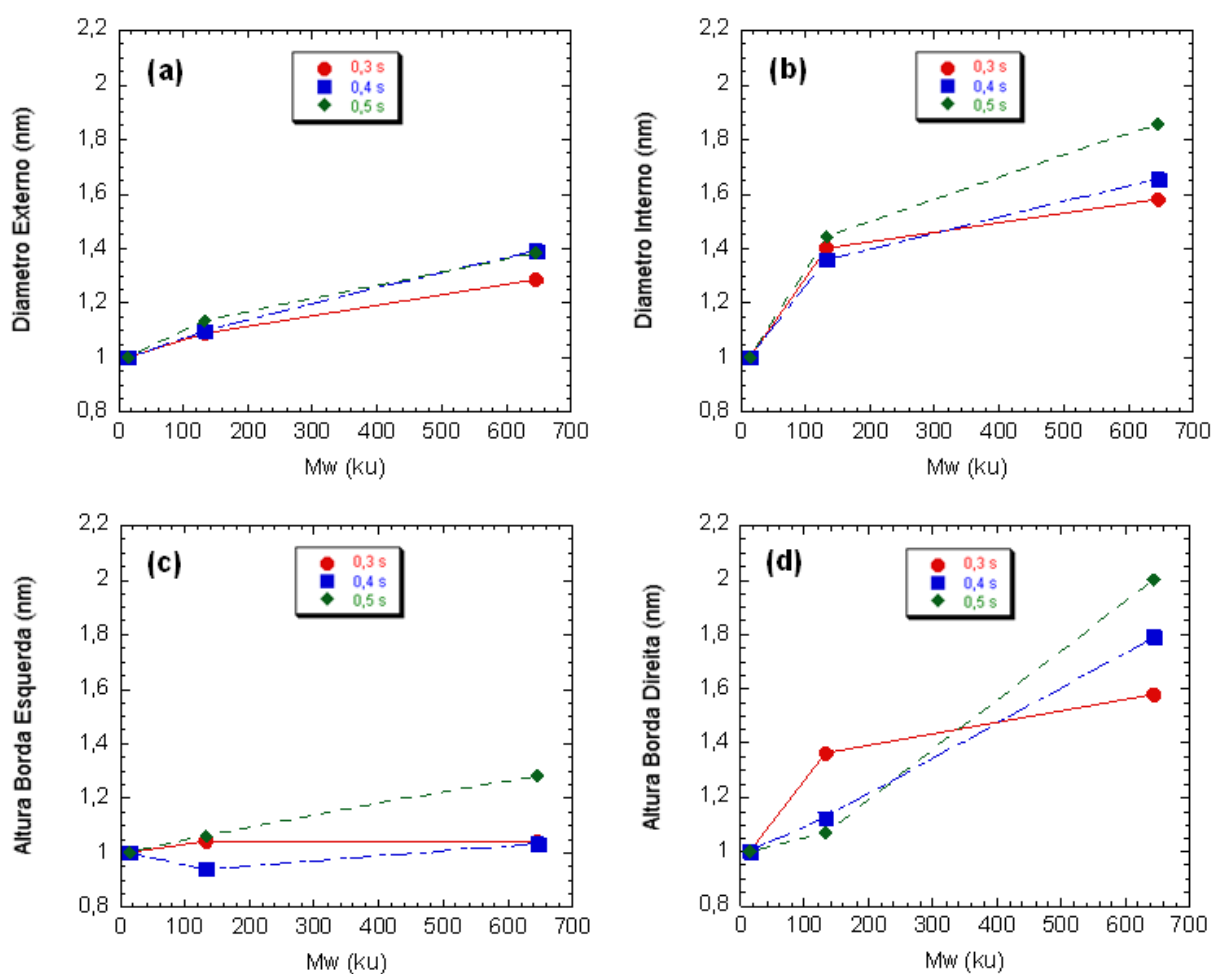 2,2
2
1,8
1,6
1,4
1,2
1
0,8
Diametro Externo (nm)
(a)
0,3 s
0,4 s
0,5 s
0 100 200 300 400 500 600 700
Mw (ku)
2,2
2
1,8
1,6
1,4
1,2
1
0,8
Diametro Interno (nm)
(b)
0,3 s
0,4 s
0,5 s
0 100 200 300 400 500 600 700
Mw (ku)
2,2
2
1,8
1,6
1,4
1,2
1
0,8
Altura Borda Esquerda (nm)
(c)
0,3 s
0,4 s
0,5 s
0 100 200 300 400 500 600 700
Mw (ku)
2,2
2
1,8
1,6
1,4
1,2
1
0,8
Altura Borda Direita (nm)
(d)
0,3 s
0,4 s
0,5 s
0 100 200 300 400 500 600 700
Mw (ku)